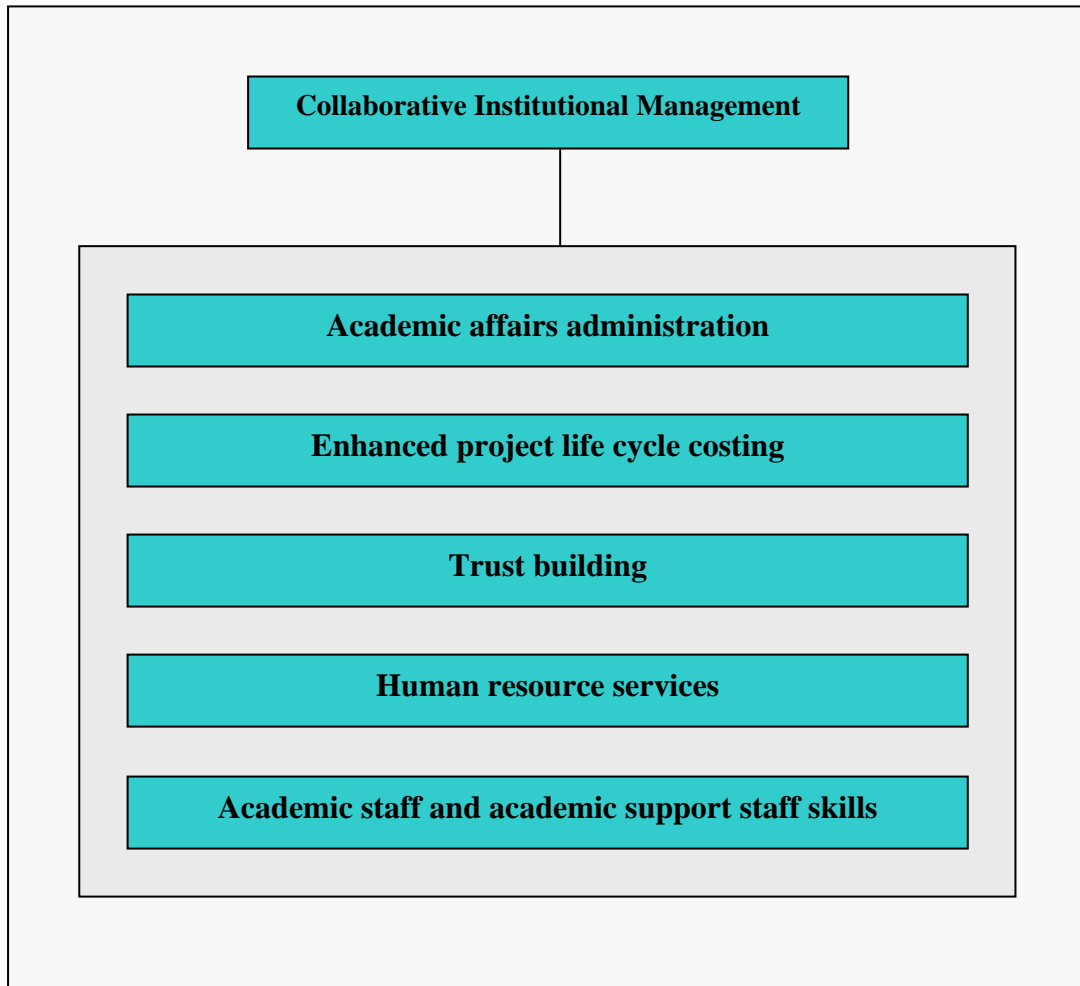 Collaborative Institutional Management
Academic affairs administration
Enhanced project life cycle costing
Trust building
Human resource services
Academic staff and academic support staff skills